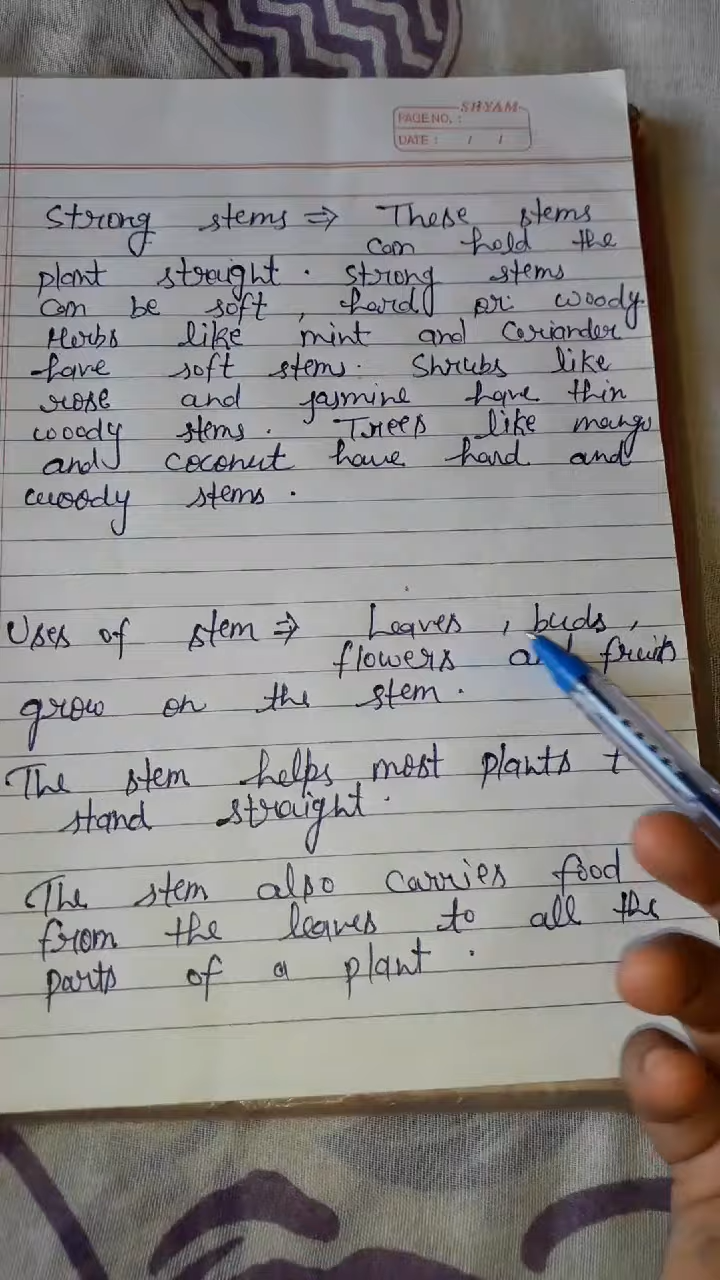 SHYAM
PAGE NO. :
DATE : / /
Strong stems ⇒ These stems
can hold the
plant straight. Strong stems
can be soft, hard or woody
Herbs like mint and Coriander
have soft stems. Shrubs like
rose and jasmine have thin
woody stems. Trees like mango
and coconut have hard and
woody stems.
Uses of stem ⇒ Leaves, buds,
flowers and fruits
grow on the stem.
The stem helps most plants t
stand straight.
The stem also carries food
from the leaves to all the
parts of a plant.